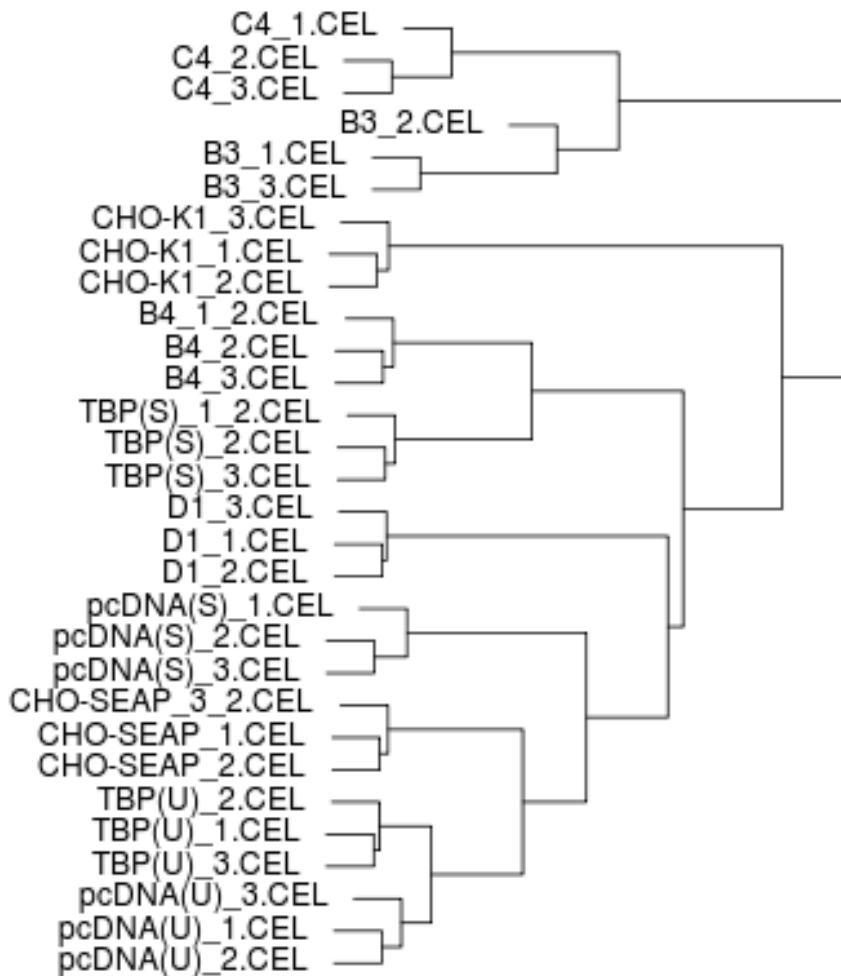 C4_1.CEL
C4_2.CEL
C4_3.CEL
B3_2.CEL
B3_1.CEL
B3_3.CEL
CHO-K1_3.CEL
CHO-K1_1.CEL
CHO-K1_2.CEL
B4_1_2.CEL
B4_2.CEL
B4_3.CEL
TBP(S)_1_2.CEL
TBP(S)_2.CEL
TBP(S)_3.CEL
D1_3.CEL
D1_1.CEL
D1_2.CEL
pcDNA(S)_1.CEL
pcDNA(S)_2.CEL
pcDNA(S)_3.CEL
CHO-SEAP_3_2.CEL
CHO-SEAP_1.CEL
CHO-SEAP_2.CEL
TBP(U)_2.CEL
TBP(U)_1.CEL
TBP(U)_3.CEL
pcDNA(U)_3.CEL
pcDNA(U)_1.CEL
pcDNA(U)_2.CEL